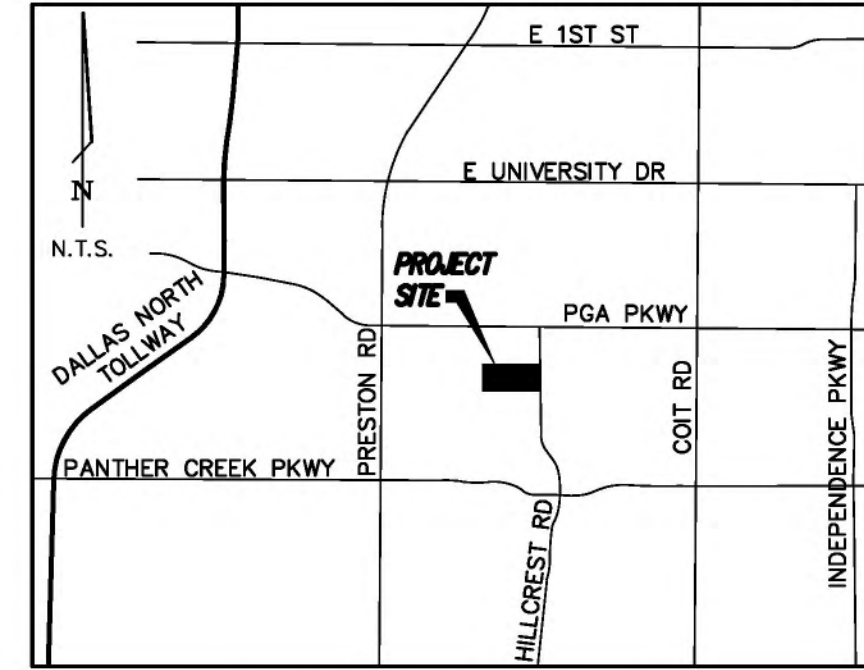 E 1ST ST
E UNIVERSITY DR
N
N.T.S.
PROJECT
SITE
DALLAS NORTH
TOLLWAY
PGA PKWY
PRESTON RD
COIT RD
INDEPENDENCE PKWY
PANTHER CREEK PKWY
HILLCREST RD